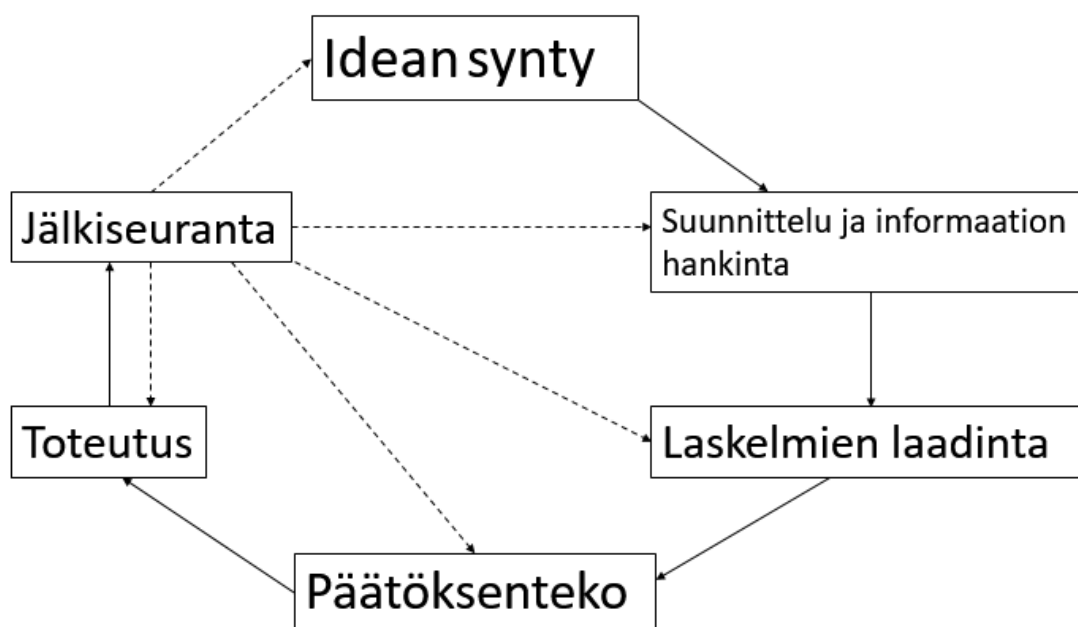 Idean synty
Jälkiseuranta
Suunnittelu ja informaation
hankinta
Toteutus
Laskelmien laadinta
Päätöksenteko